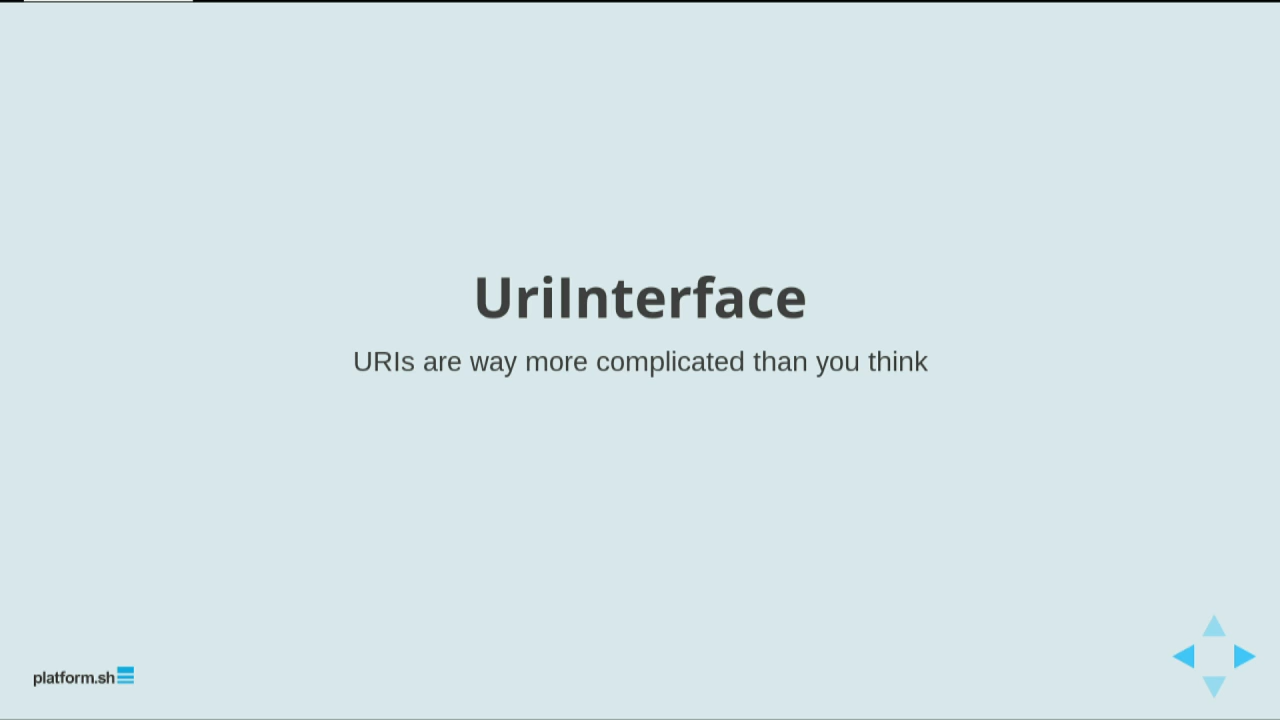 UriInterface
URIs are way more complicated than you think
platform.sh